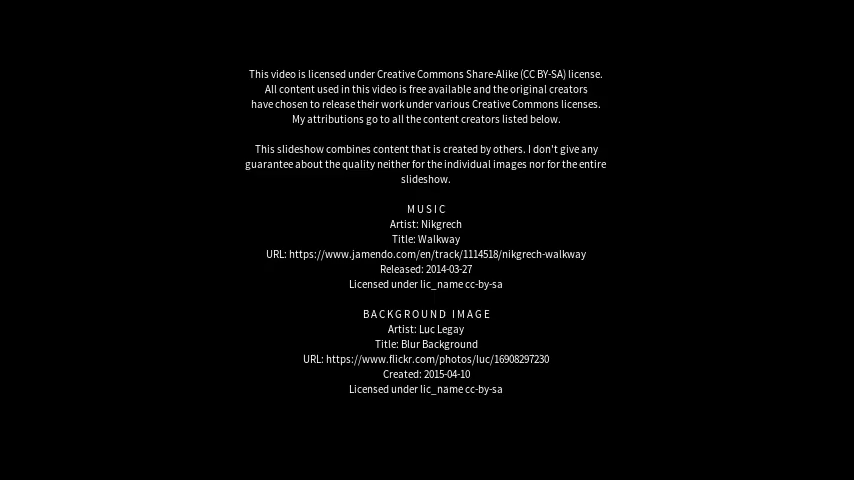 This video is licensed under Creative Commons Share-Alike (CC BY-SA) license.
All content used in this video is free available and the original creators
have chosen to release their work under various Creative Commons licenses.
My attributions go to all the content creators listed below.
This slideshow combines content that is created by others. I don't give any
guarantee about the quality neither for the individual images nor for the entire
slideshow.
MUSIC
Artist: Nikgrech
Title: Walkway
URL: https://www.jamendo.com/en/track/1114518/nikgrech-walkway
Released: 2014-03-27
Licensed under lic_name cc-by-sa
BACKGROUND IMAGE
Artist: Luc Legay
Title: Blur Background
URL: https://www.flickr.com/photos/luc/16908297230
Created: 2015-04-10
Licensed under lic_name cc-by-sa